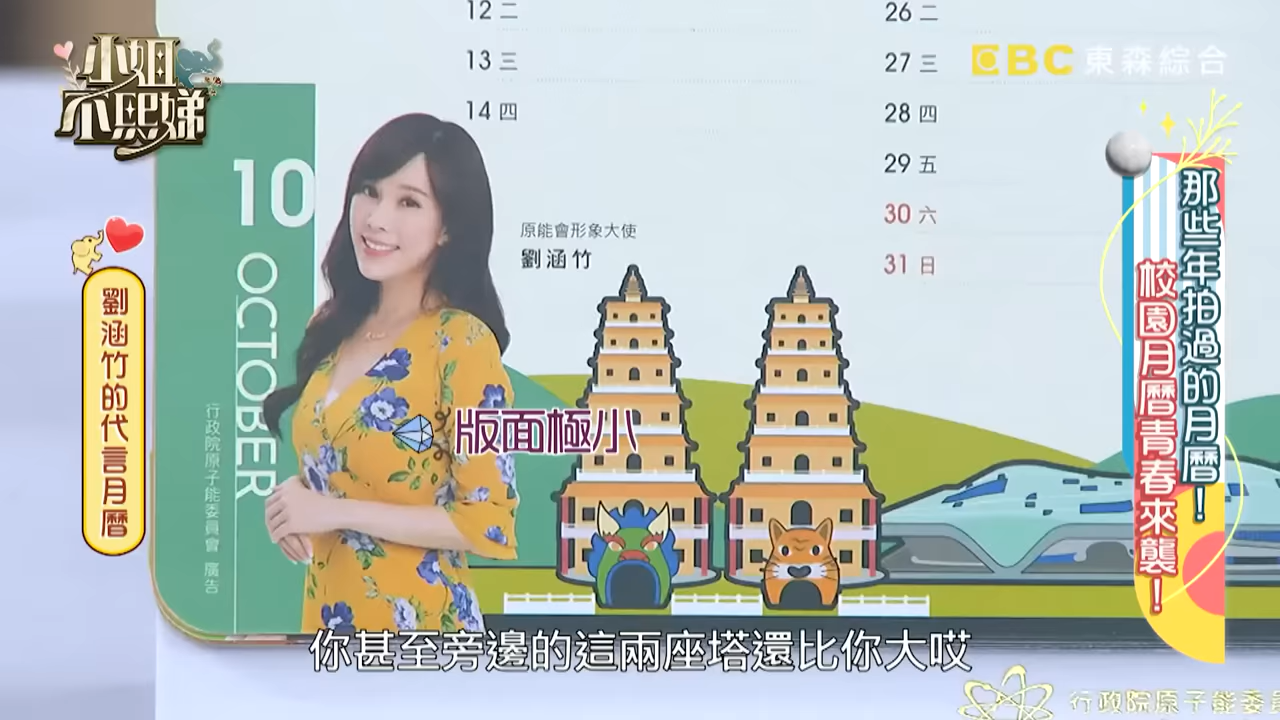 小姐
不熙娣
EBC 東森綜合
12 二
13 三
14 四
26 二
27 三
28 四
29 五
30 六
31 日
10
OCTOBER
行政院原子能委員會 廣告
原能會形象大使
劉涵竹
劉涵竹的代言月曆
版面極小
那些年拍過的月曆！
校園月曆青春來襲！
你甚至旁邊的這兩座塔還比你大哎
行政院原子能委